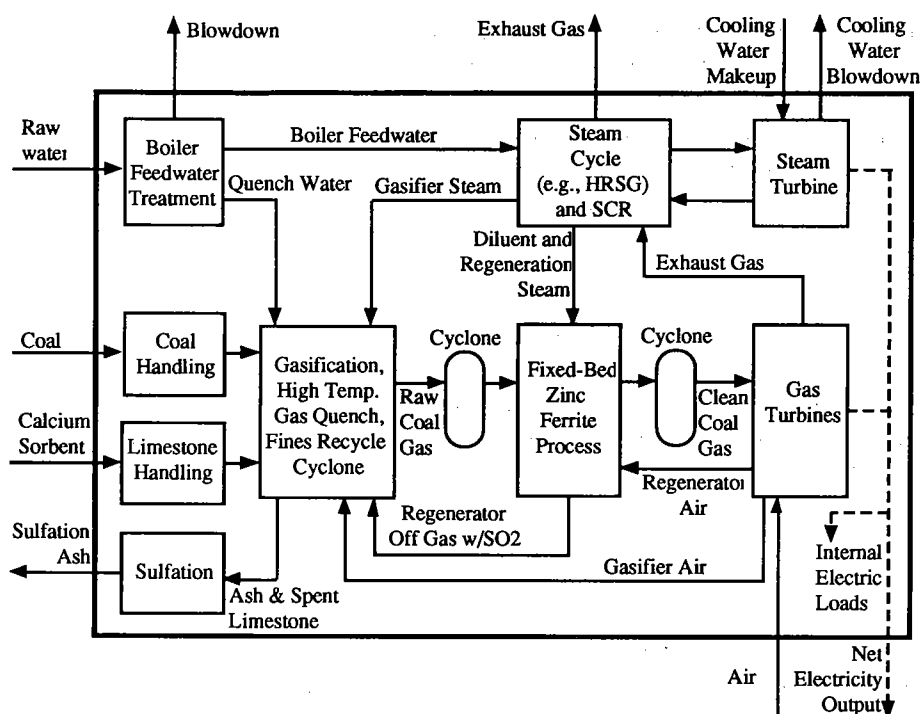 Blowdown
Exhaust Gas
Cooling
Water
Makeup
Cooling
Water
Blowdown
Raw
water
Boiler
Feedwater
Treatment
Boiler Feedwater
Quench Water
Gasifier Steam
Steam
Cycle
(e.g., HRSG)
and SCR
Steam
Turbine
Diluent and
Regeneration
Steam
Exhaust Gas
Coal
Coal
Handling
Calcium
Sorbent
Limestone
Handling
Gasification,
High Temp.
Gas Quench,
Fines Recycle
Cyclone
Cyclone
Raw
Coal
Gas
Fixed-Bed
Zinc
Ferrite
Process
Cyclone
Clean
Coal
Gas
Gas
Turbines
Regenerator
Air
Regenerator
Off Gas w/SO2
Gasifier Air
Sulfation
Ash
Sulfation
Ash & Spent
Limestone
Internal
Electric
Loads
Air
Net
Electricity
Output